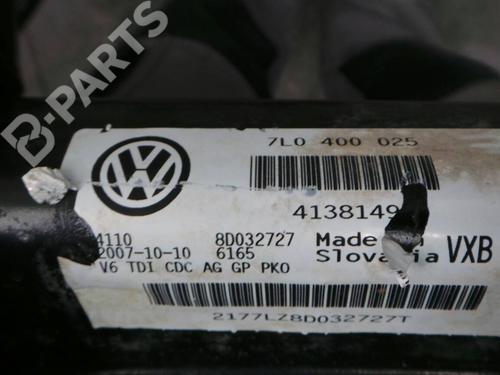 B-PARTS
7L0 400 025
4138149
4110 8D032727 Made in
2007-10-10 6165 Slovakia VXB
V6 TDI CDC AG GP PKO
2177LZ8D032727T